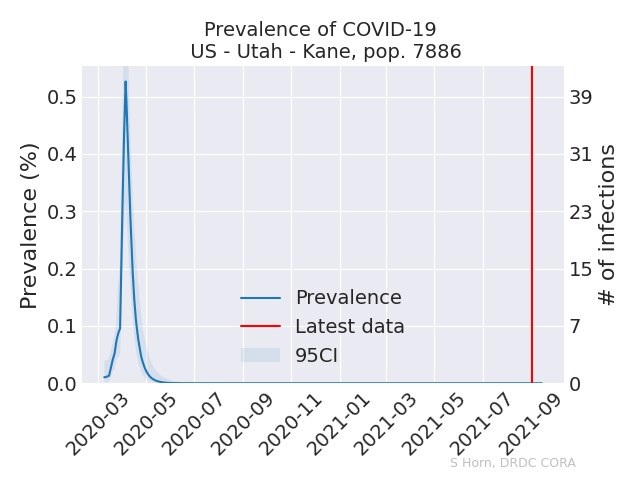 Prevalence of COVID-19
US - Utah - Kane, pop. 7886
Prevalence (%)
0.5
0.4
0.3
0.2
0.1
0.0
39
31
23
15
7
0
# of infections
Prevalence
Latest data
95CI
2020-03
2020-05
2020-07
2020-09
2020-11
2021-01
2021-03
2021-05
2021-07
2021-09
S Horn, DRDC CORA